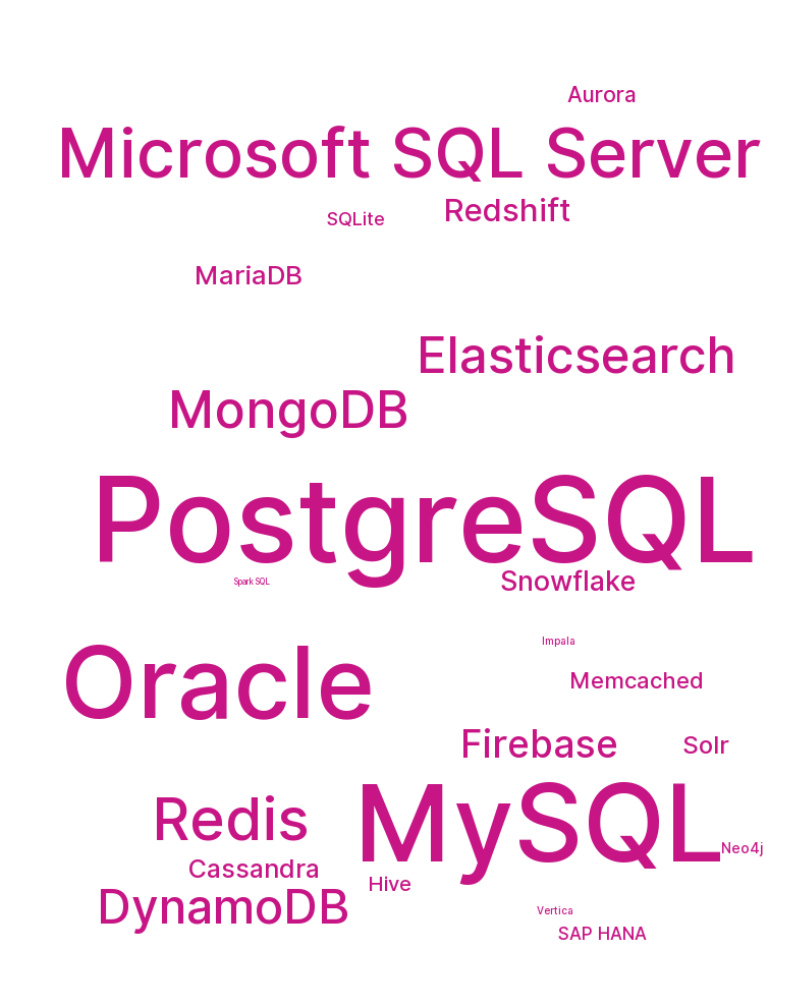 Aurora
Microsoft SQL Server
Redshift
SQLite
MariaDB
Elasticsearch
MongoDB
PostgreSQL
Snowflake
Spark SQL
Impala
Oracle
Memcached
Firebase
Solr
Redis
MySQL
Neo4j
Cassandra
Hive
DynamoDB
Vertica
SAP HANA